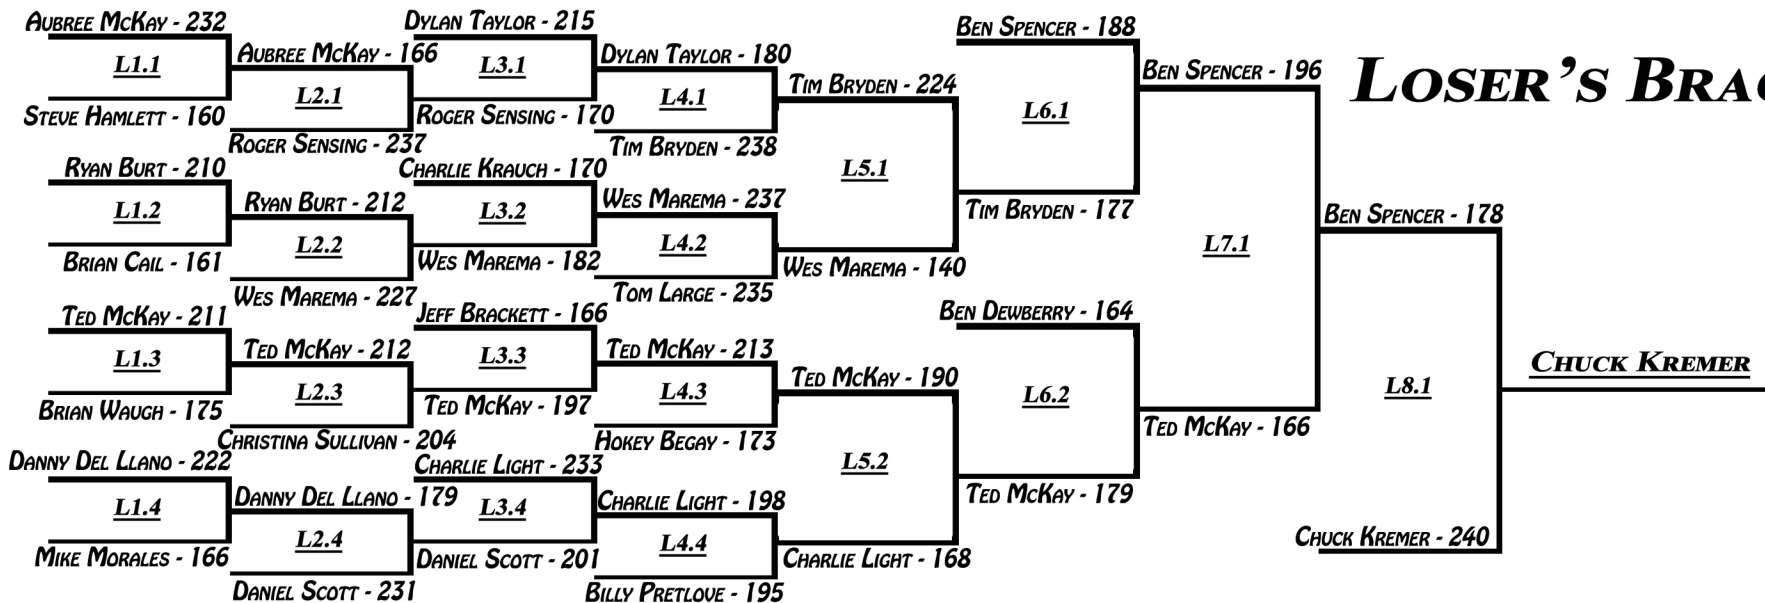 Aubree McKay - 232
L1.1
Steve Hamlett - 160
Ryan Burt - 210
L1.2
Brian Cail - 161
Ted McKay - 211
L1.3
Brian Waugh - 175
Danny Del Llano - 222
L1.4
Mike Morales - 166
Aubree McKay - 166
L2.1
Roger Sensing - 237
Ryan Burt - 212
L2.2
Wes Marema - 227
Ted McKay - 212
L2.3
Christina Sullivan - 204
Danny Del Llano - 179
L2.4
Daniel Scott - 231
Dylan Taylor - 215
L3.1
Roger Sensing - 170
Charlie Krauch - 170
L3.2
Wes Marema - 182
Jeff Brackett - 166
L3.3
Ted McKay - 197
Charlie Light - 233
L3.4
Daniel Scott - 201
Dylan Taylor - 180
L4.1
Tim Bryden - 238
Wes Marema - 237
L4.2
Tom Large - 235
Ted McKay - 213
L4.3
Hokey Begay - 173
Charlie Light - 198
L4.4
Billy Pretlove - 195
Tim Bryden - 224
L5.1
Wes Marema - 140
Ted McKay - 190
L5.2
Charlie Light - 168
Ben Spencer - 188
L6.1
Tim Bryden - 177
Ben Dewberry - 164
L6.2
Ted McKay - 179
Ben Spencer - 196
L7.1
Ted McKay - 166
Loser's Bra
Ben Spencer - 178
L8.1
Chuck Kremer - 240
Chuck Kremer